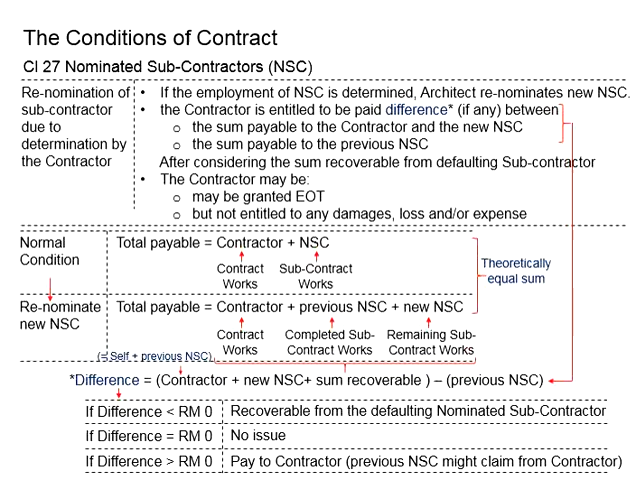 The Conditions of Contract
Cl 27 Nominated Sub-Contractors (NSC)
Re-nomination of
sub-contractor
due to
determination by
the Contractor
• If the employment of NSC is determined, Architect re-nominates new NSC.
• the Contractor is entitled to be paid difference* (if any) between
o the sum payable to the Contractor and the new NSC
o the sum payable to the previous NSC
After considering the sum recoverable from defaulting Sub-contractor
• The Contractor may be:
o may be granted EOT
o but not entitled to any damages, loss and/or expense
Normal
Condition
Total payable = Contractor + NSC
Contract
Works
Sub-Contract
Works
Theoretically
equal sum
Re-nominate
new NSC
Total payable = Contractor + previous NSC + new NSC
Contract
Works
Completed Sub-
Contract Works
Remaining Sub-
Contract Works
(= Self + previous NSC)
*Difference = (Contractor + new NSC+ sum recoverable ) – (previous NSC)
If Difference < RM 0 Recoverable from the defaulting Nominated Sub-Contractor
If Difference = RM 0 No issue
If Difference > RM 0 Pay to Contractor (previous NSC might claim from Contractor)